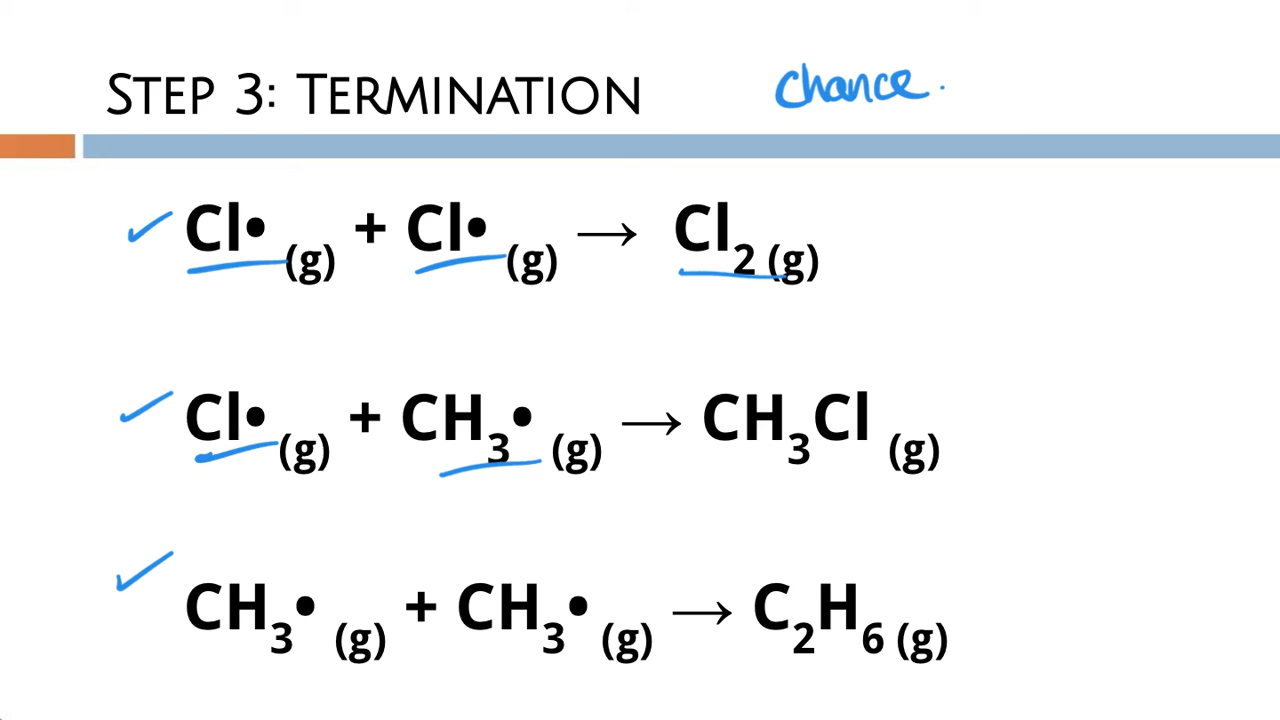 STEP 3: TERMINATION chance.
Cl• (g) + Cl• (g) → Cl2 (g)
Cl• (g) + CH3• (g) → CH3Cl (g)
CH3• (g) + CH3• (g) → C2H6 (g)